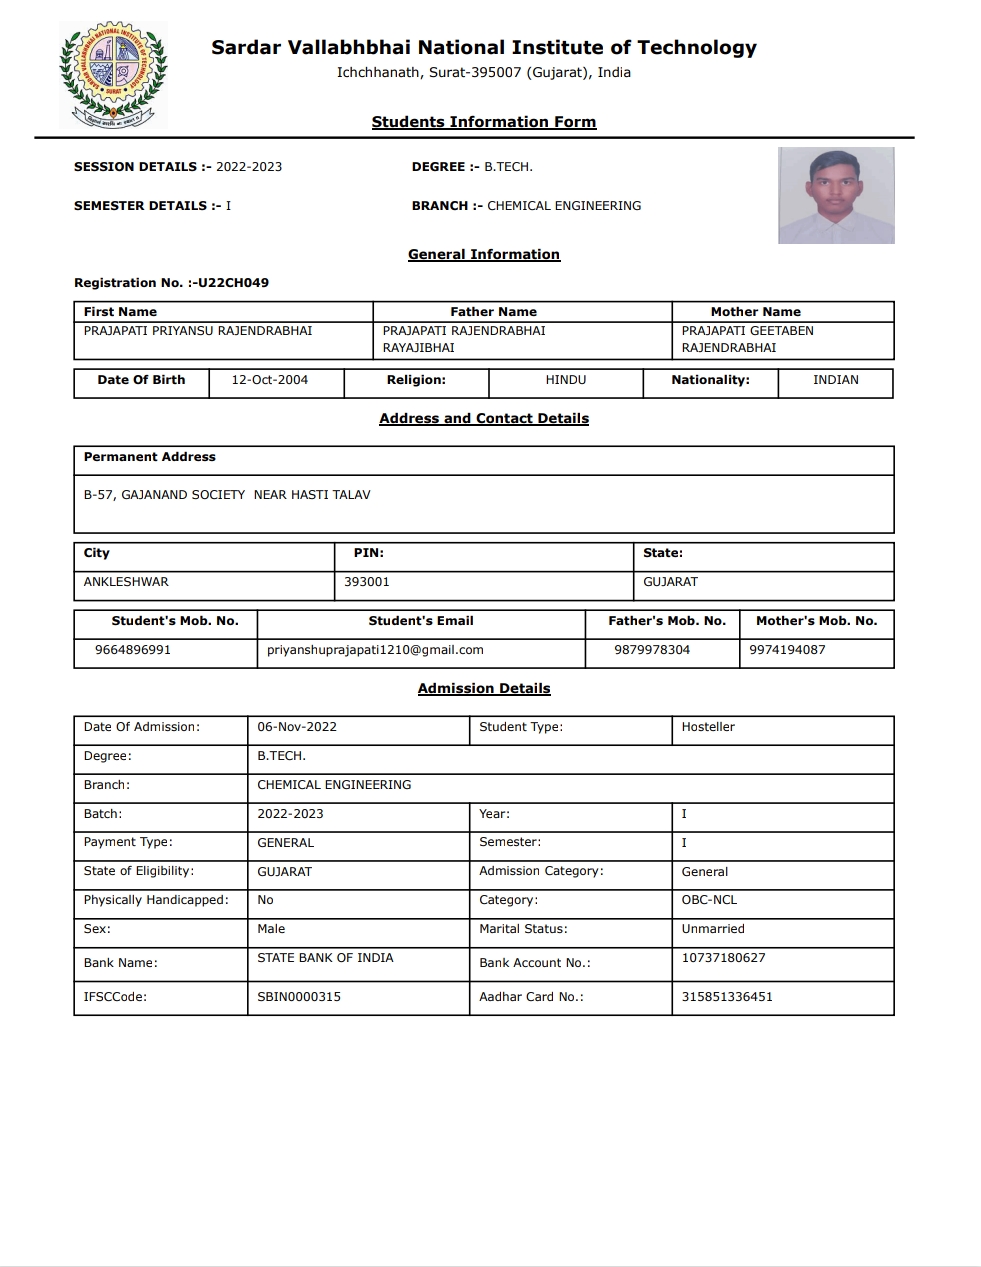 Sardar Vallabhbhai National Institute of Technology
Ichchhanath, Surat-395007 (Gujarat), India
Students Information Form
SESSION DETAILS :- 2022-2023 DEGREE :- B.TECH.
SEMESTER DETAILS :- I BRANCH :- CHEMICAL ENGINEERING
General Information
Registration No. :-U22CH049
First Name Father Name Mother Name
PRAJAPATI PRIYANSU RAJENDRABHAI PRAJAPATI RAJENDRABHAI PRAJAPATI GEETABEN
RAYAJIBHAI RAJENDRABHAI
Date Of Birth 12-Oct-2004 Religion: HINDU Nationality: INDIAN
Address and Contact Details
Permanent Address
B-57, GAJANAND SOCIETY NEAR HASTI TALAV
City PIN: State:
ANKLESHWAR 393001 GUJARAT
Student's Mob. No. Student's Email Father's Mob. No. Mother's Mob. No.
9664896991 priyanshuprajapati1210@gmail.com 9879978304 9974194087
Admission Details
Date Of Admission: 06-Nov-2022 Student Type: Hosteller
Degree: B.TECH.
Branch: CHEMICAL ENGINEERING
Batch: 2022-2023 Year: I
Payment Type: GENERAL Semester: I
State of Eligibility: GUJARAT Admission Category: General
Physically Handicapped: No Category: OBC-NCL
Sex: Male Marital Status: Unmarried
Bank Name: STATE BANK OF INDIA Bank Account No.: 10737180627
IFSCCode: SBIN0000315 Aadhar Card No.: 315851336451